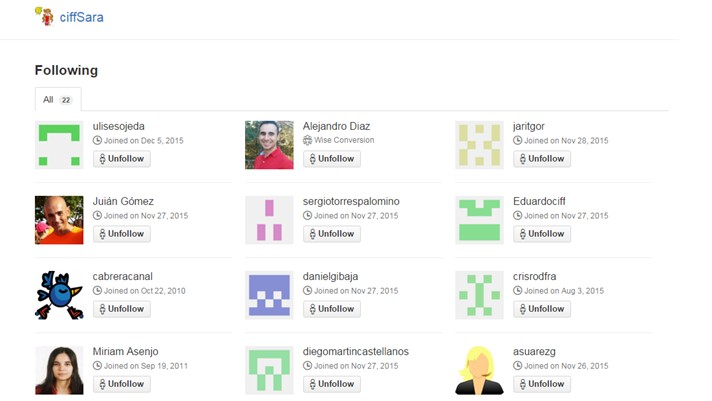 ciffSara
Following
All 22
ulisesojeda
Joined on Dec 5, 2015
Unfollow
Alejandro Diaz
Wise Conversion
Unfollow
jaritgor
Joined on Nov 28, 2015
Unfollow
Juián Gómez
Joined on Nov 27, 2015
Unfollow
sergiotorrespalomino
Joined on Nov 27, 2015
Unfollow
Eduardociff
Joined on Nov 27, 2015
Unfollow
cabreracanal
Joined on Oct 22, 2010
Unfollow
danielgibaja
Joined on Nov 27, 2015
Unfollow
crisrodfra
Joined on Aug 3, 2015
Unfollow
Miriam Asenjo
Joined on Sep 19, 2011
Unfollow
diegomartincastellanos
Joined on Nov 27, 2015
Unfollow
asuarezg
Joined on Nov 26, 2015
Unfollow